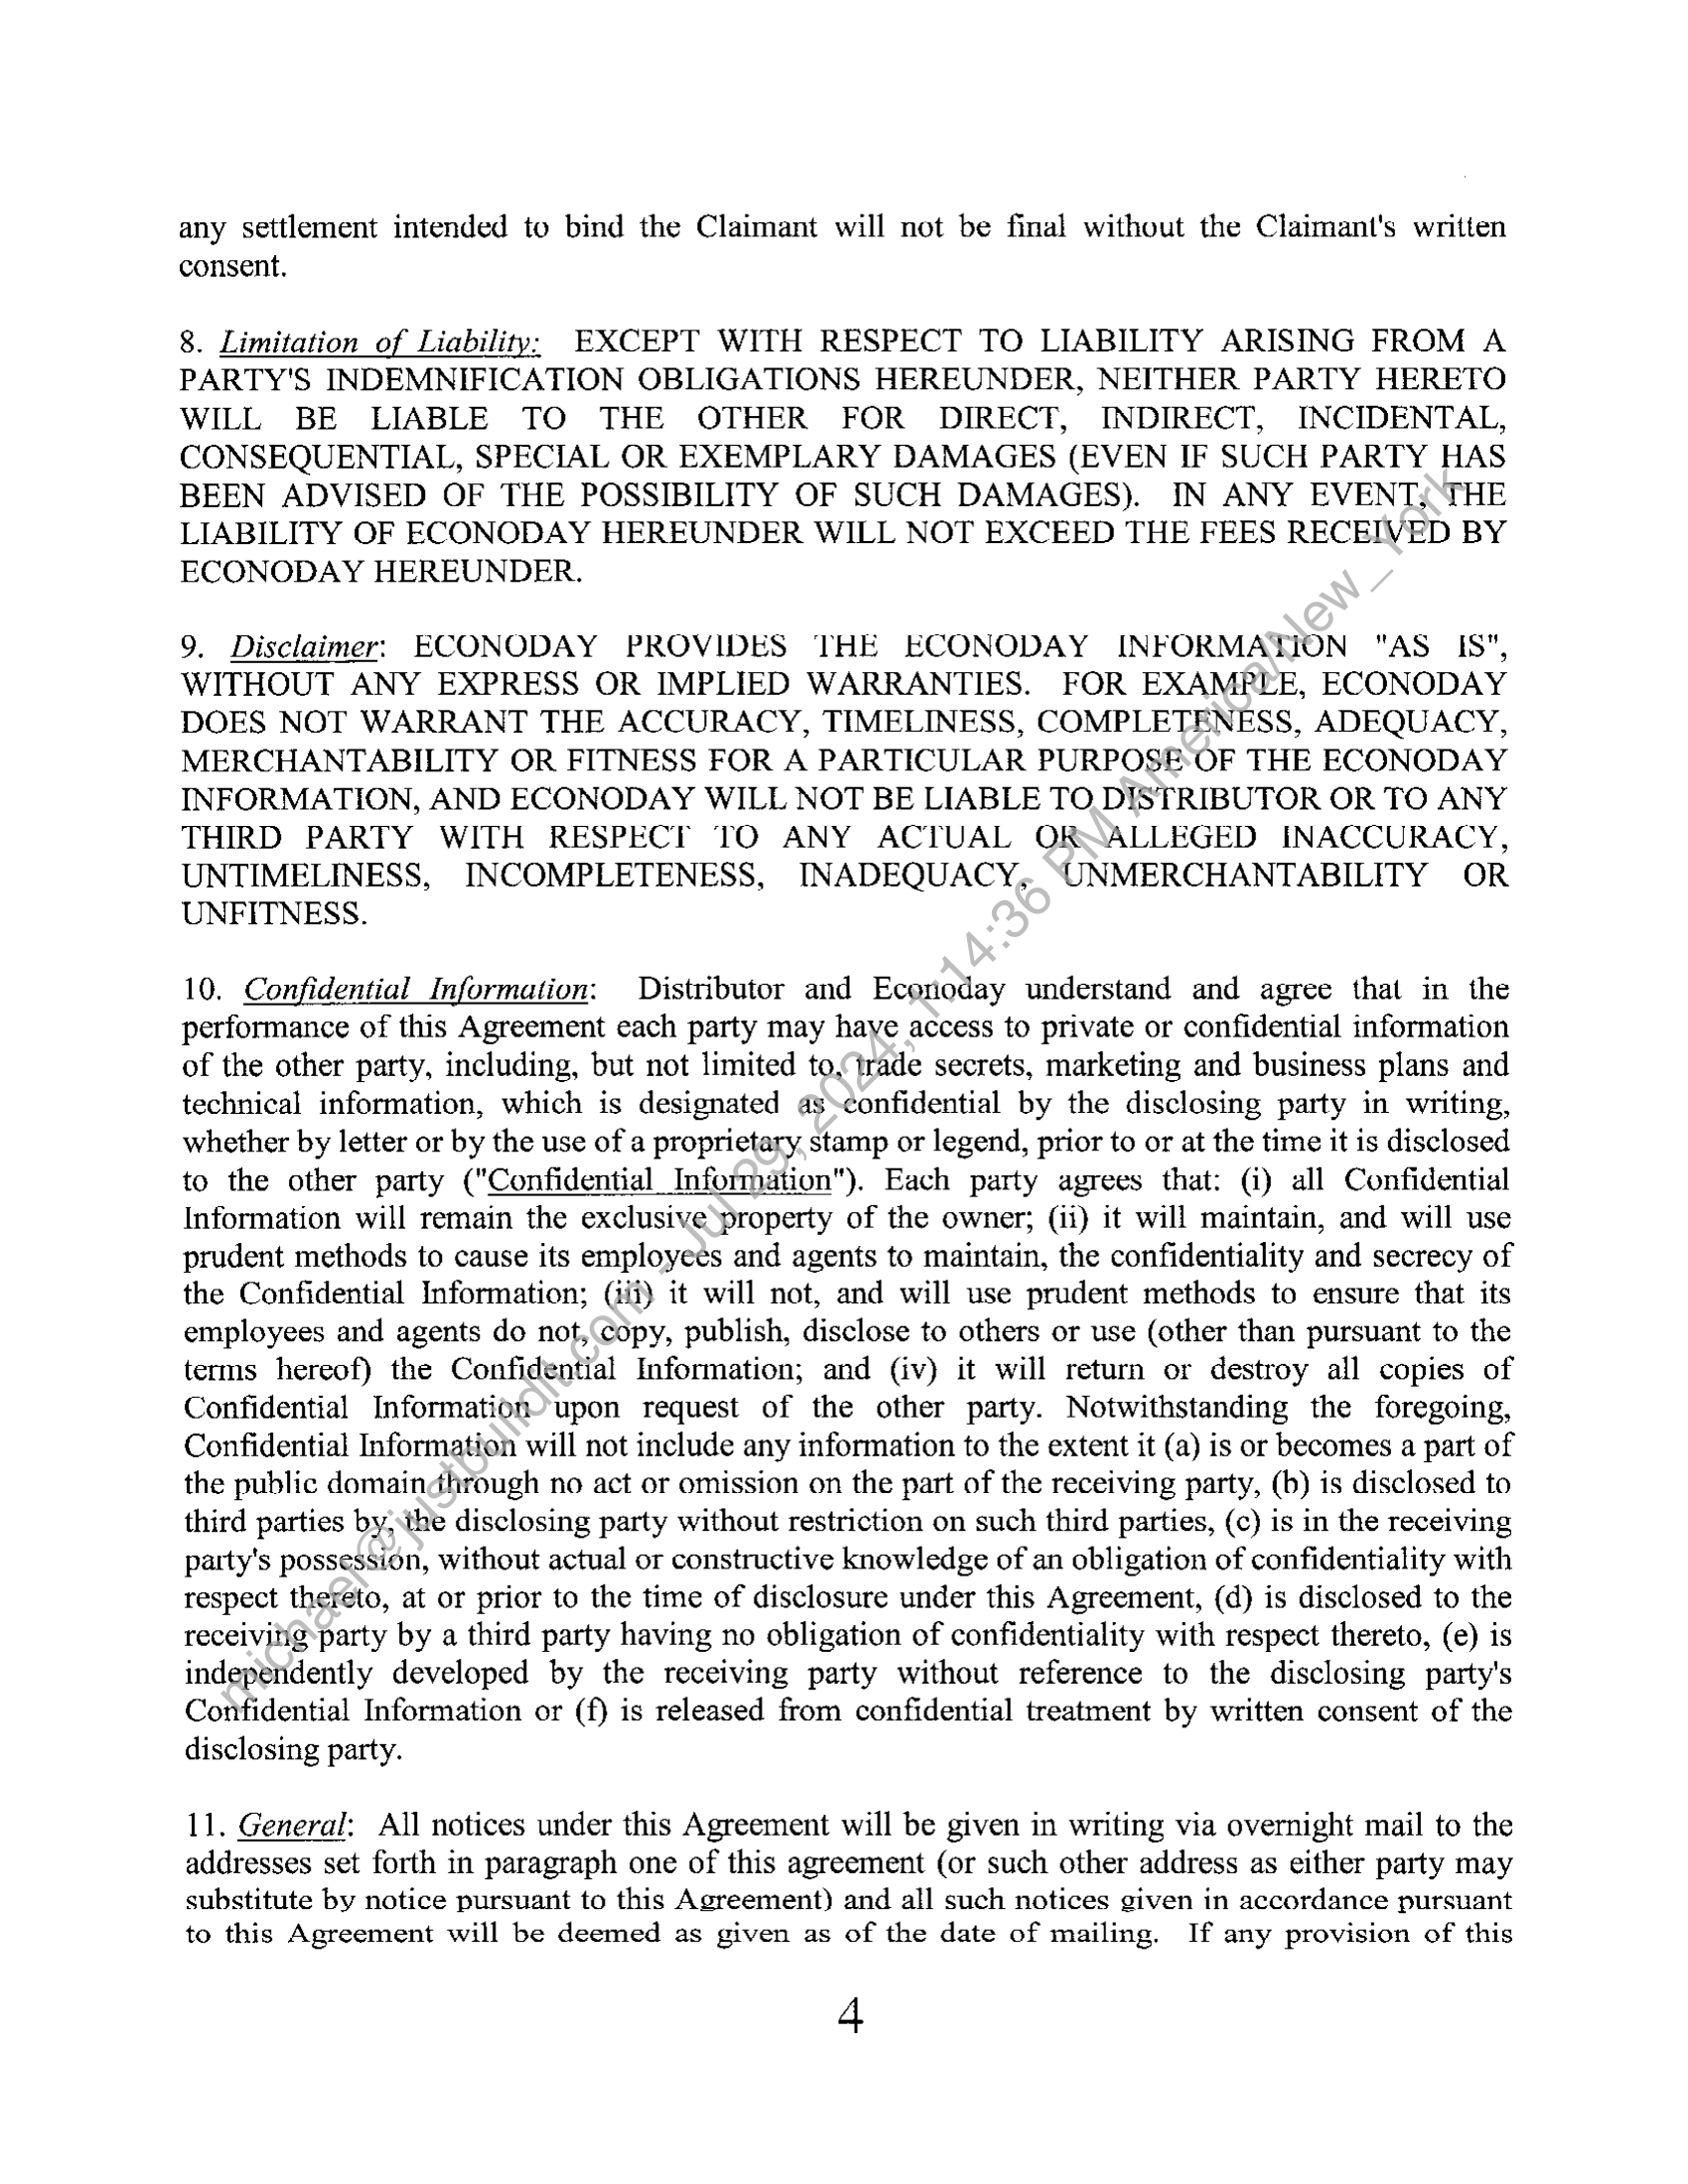 any settlement intended to bind the Claimant will not be final without the Claimant's written
consent.
8. Limitation of Liability: EXCEPT WITH RESPECT TO LIABILITY ARISING FROM A
PARTY'S INDEMNIFICATION OBLIGATIONS HEREUNDER, NEITHER PARTY HERETO
WILL BE LIABLE TO THE OTHER FOR DIRECT, INDIRECT, INCIDENTAL,
CONSEQUENTIAL, SPECIAL OR EXEMPLARY DAMAGES (EVEN IF SUCH PARTY HAS
BEEN ADVISED OF THE POSSIBILITY OF SUCH DAMAGES). IN ANY EVENT, THE
LIABILITY OF ECONODAY HEREUNDER WILL NOT EXCEED THE FEES RECEIVED BY
ECONODAY HEREUNDER.
9. Disclaimer: ECONODAY PROVIDES THE ECONODAY INFORMATION "AS IS",
WITHOUT ANY EXPRESS OR IMPLIED WARRANTIES. FOR EXAMPLE, ECONODAY
DOES NOT WARRANT THE ACCURACY, TIMELINESS, COMPLETENESS, ADEQUACY,
MERCHANTABILITY OR FITNESS FOR A PARTICULAR PURPOSE OF THE ECONODAY
INFORMATION, AND ECONODAY WILL NOT BE LIABLE TO DISTRIBUTOR OR TO ANY
THIRD PARTY WITH RESPECT TO ANY ACTUAL OR ALLEGED INACCURACY,
UNTIMELINESS, INCOMPLETENESS, INADEQUACY, UNMERCHANTABILITY OR
UNFITNESS.
10. Confidential Information: Distributor and Econoday understand and agree that in the
performance of this Agreement each party may have access to private or confidential information
of the other party, including, but not limited to, trade secrets, marketing and business plans and
technical information, which is designated as confidential by the disclosing party in writing,
whether by letter or by the use of a proprietary stamp or legend, prior to or at the time it is disclosed
to the other party ("Confidential Information"). Each party agrees that: (i) all Confidential
Information will remain the exclusive property of the owner; (ii) it will maintain, and will use
prudent methods to cause its employees and agents to maintain, the confidentiality and secrecy of
the Confidential Information; (iii) it will not, and will use prudent methods to ensure that its
employees and agents do not, copy, publish, disclose to others or use (other than pursuant to the
terms hereof) the Confidential Information; and (iv) it will return or destroy all copies of
Confidential Information upon request of the other party. Notwithstanding the foregoing,
Confidential Information will not include any information to the extent it (a) is or becomes a part of
the public domain through no act or omission on the part of the receiving party, (b) is disclosed to
third parties by, the disclosing party without restriction on such third parties, (c) is in the receiving
party's possession, without actual or constructive knowledge of an obligation of confidentiality with
respect thereto, at or prior to the time of disclosure under this Agreement, (d) is disclosed to the
receiving party by a third party having no obligation of confidentiality with respect thereto, (e) is
independently developed by the receiving party without reference to the disclosing party's
Confidential Information or (f) is released from confidential treatment by written consent of the
disclosing party.
11. General: All notices under this Agreement will be given in writing via overnight mail to the
addresses set forth in paragraph one of this agreement (or such other address as either party may
substitute by notice pursuant to this Agreement) and all such notices given in accordance pursuant
to this Agreement will be deemed as given as of the date of mailing. If any provision of this
4
michael@justbuildit.com - Jul 29, 2024, 1:14:36 PM America/New_York